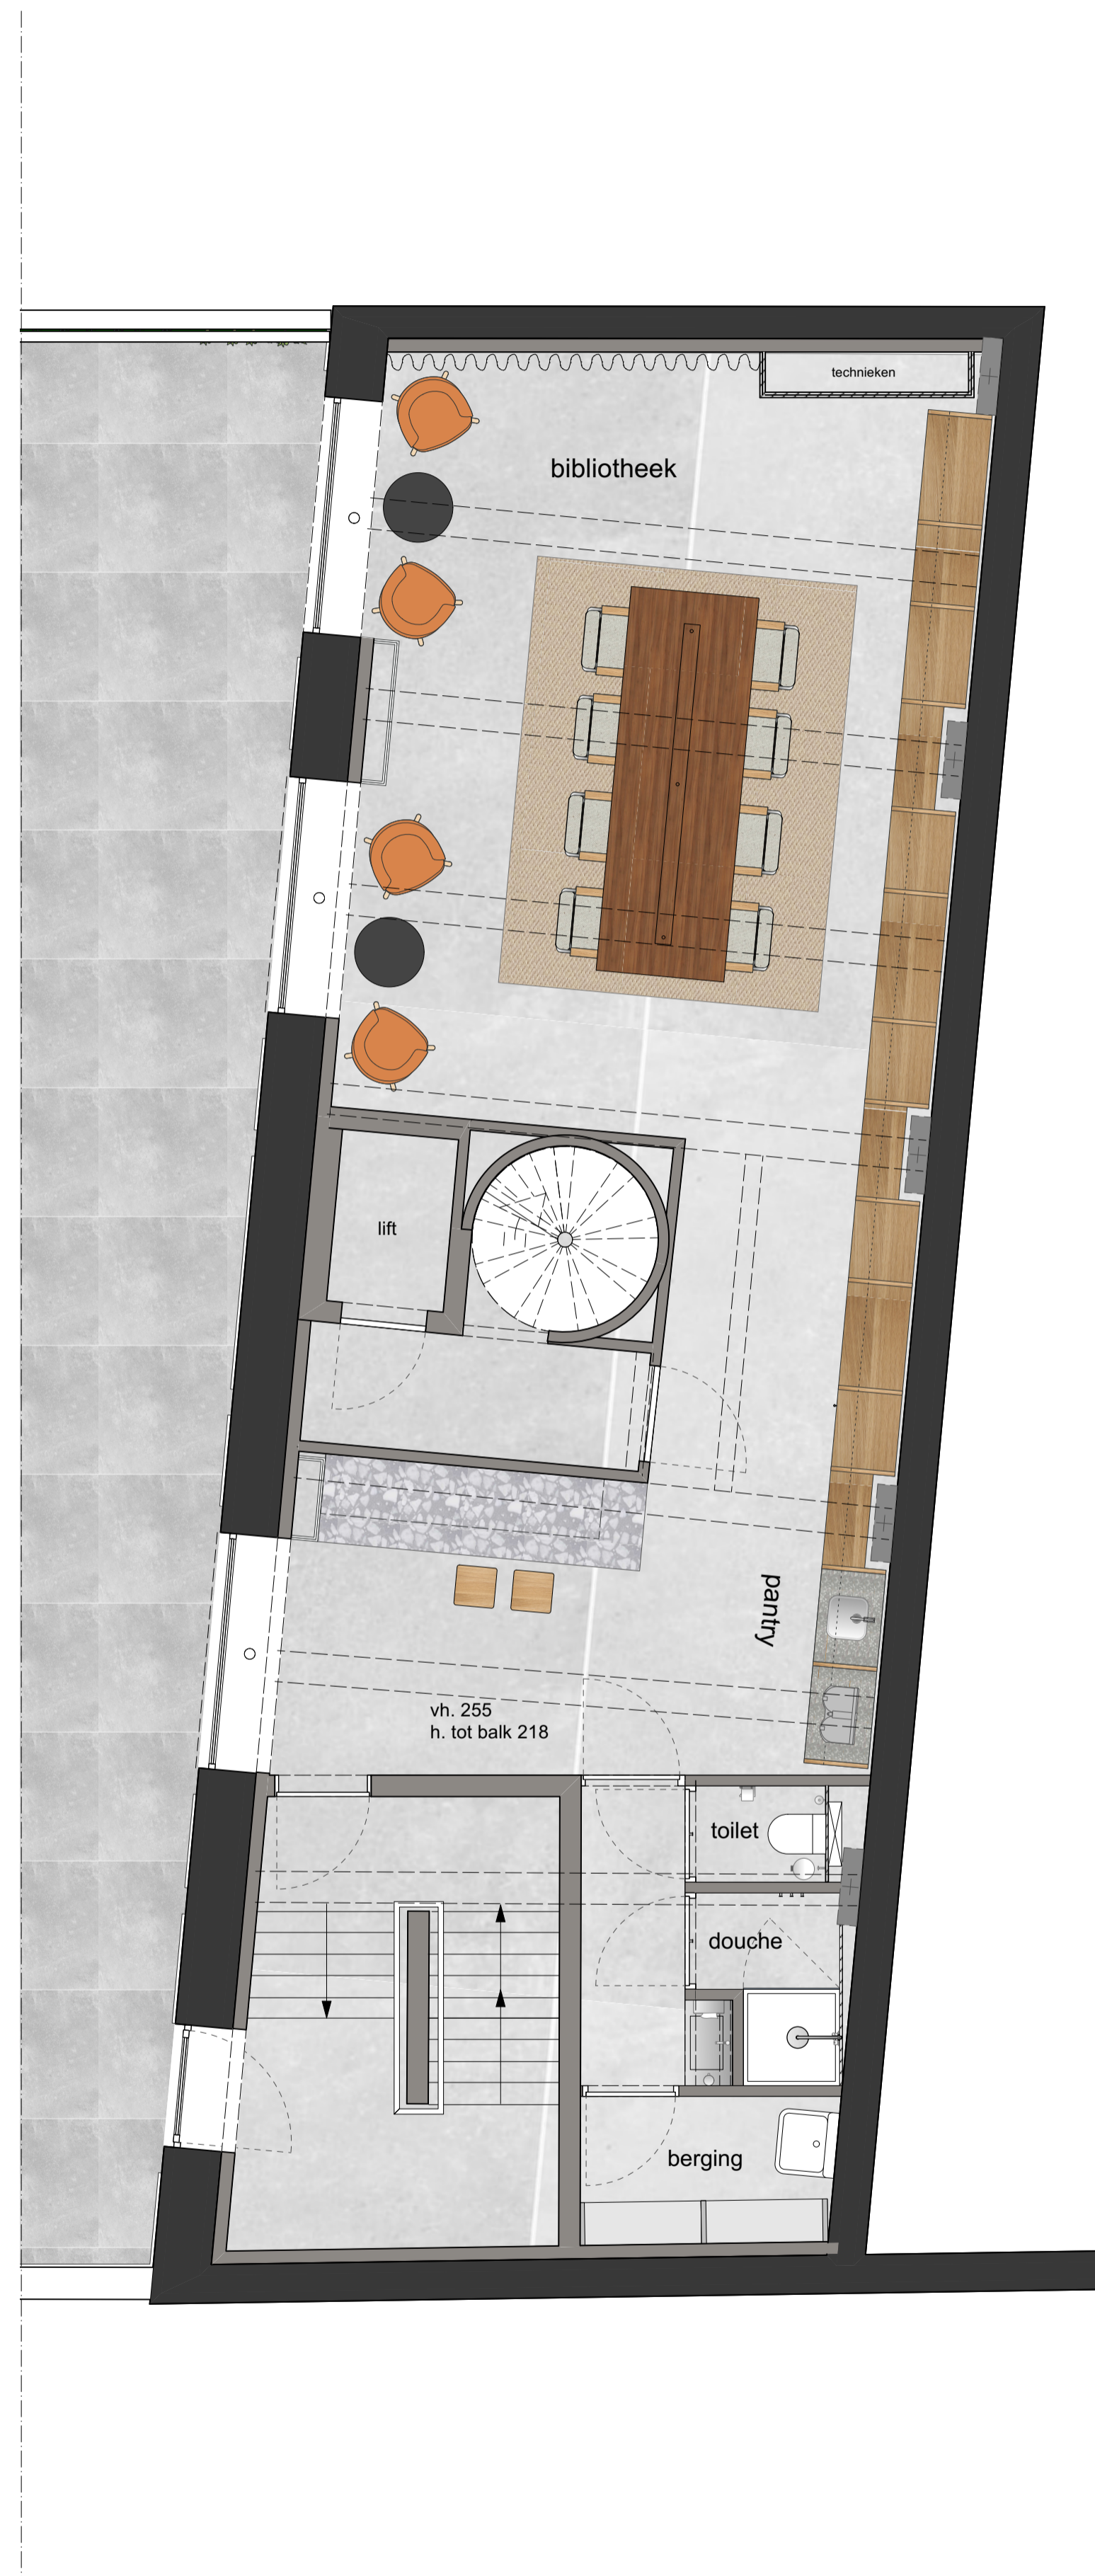 technieken
bibliotheek
lift
pantry
vh. 255
h. tot balk 218
toilet
douche
berging